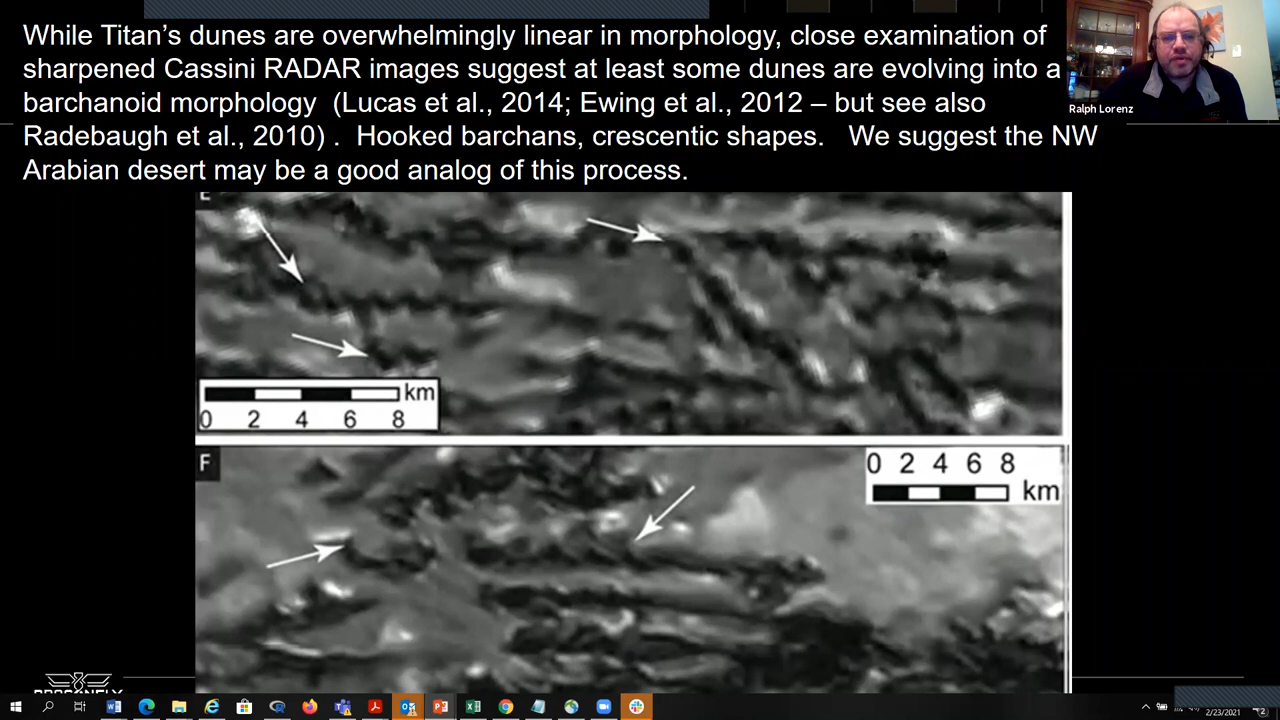 While Titan's dunes are overwhelmingly linear in morphology, close examination of
sharpened Cassini RADAR images suggest at least some dunes are evolving into a
barchanoid morphology (Lucas et al., 2014; Ewing et al., 2012 – but see also
Radebaugh et al., 2010) . Hooked barchans, crescentic shapes. We suggest the NW
Arabian desert may be a good analog of this process.
Ralph Lorenz
E
km
0 2 4 6 8
F
0 2 4 6 8
km
DRAGONFLY
2/23/2021